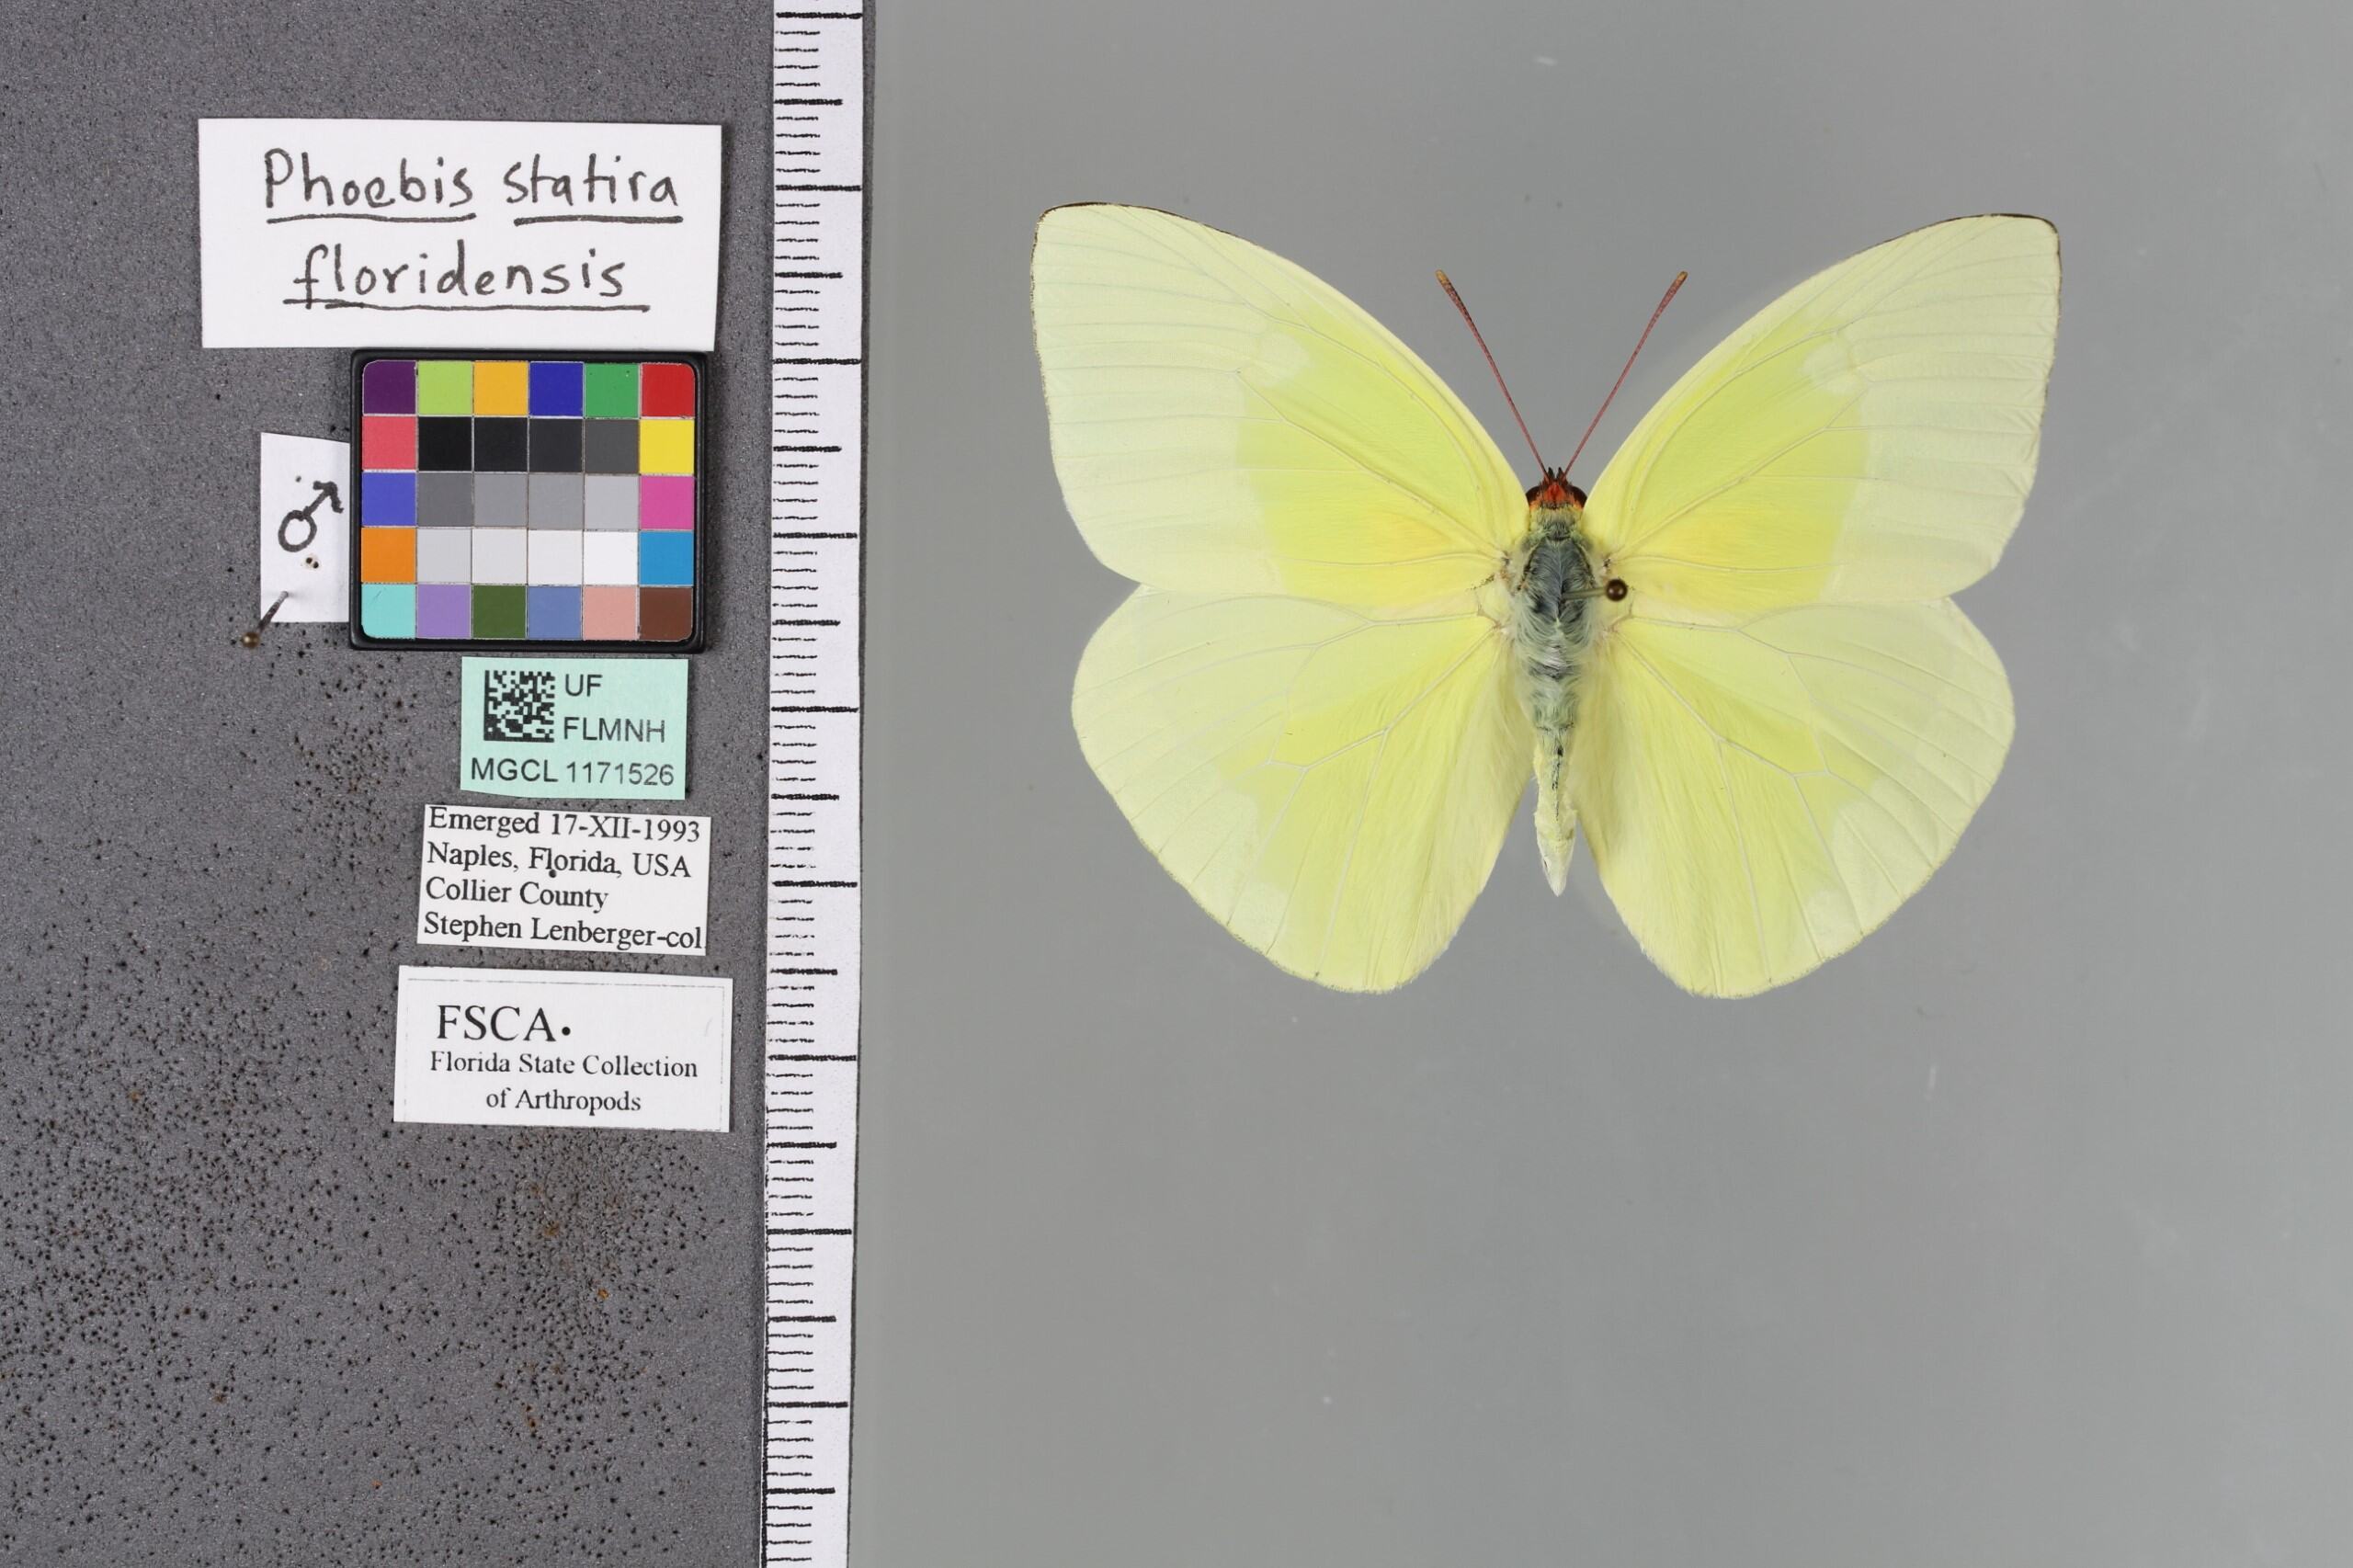 Phoebis statira
floridensis
♂
UF
FLMNH
MGCL 1171526
Emerged 17-XII-1993
Naples, Florida, USA
Collier County
Stephen Lenberger-col
FSCA
Florida State Collection
of Arthropods